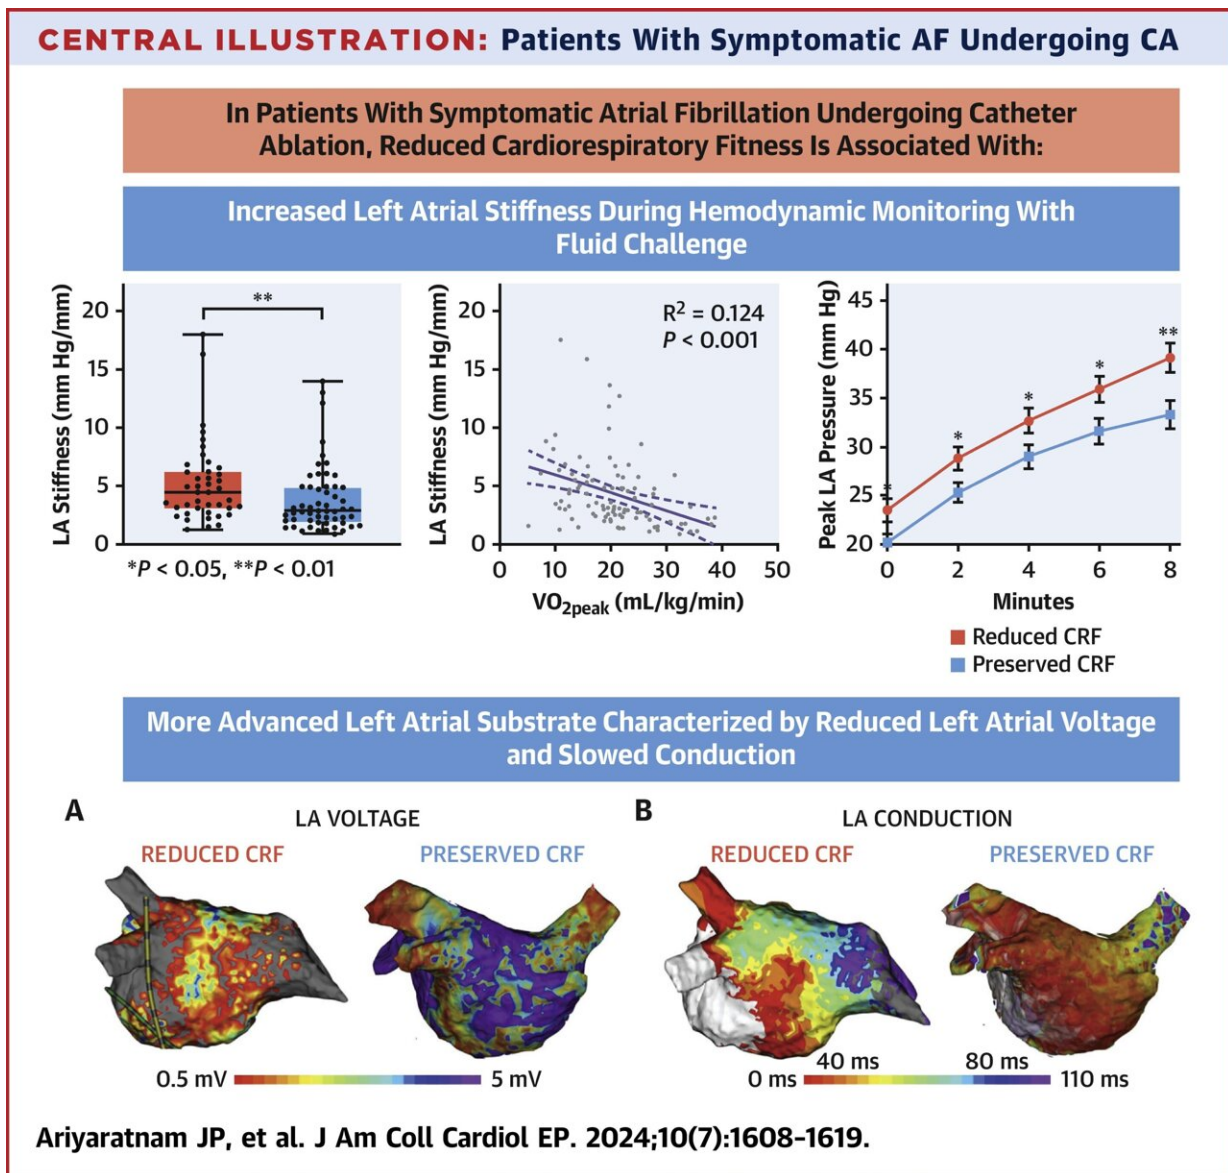 CENTRAL ILLUSTRATION: Patients With Symptomatic AF Undergoing CA
In Patients With Symptomatic Atrial Fibrillation Undergoing Catheter
Ablation, Reduced Cardiorespiratory Fitness Is Associated With:
Increased Left Atrial Stiffness During Hemodynamic Monitoring With
Fluid Challenge
LA Stiffness (mm Hg/mm)
20
15
10
5
0
**
*P < 0.05, **P < 0.01
LA Stiffness (mm Hg/mm)
20
15
10
5
0
R² = 0.124
P < 0.001
0 10 20 30 40 50
VO₂peak (mL/kg/min)
Peak LA Pressure (mm Hg)
45
40
35
30
25
20
* * * * **
0 2 4 6 8
Minutes
Reduced CRF
Preserved CRF
More Advanced Left Atrial Substrate Characterized by Reduced Left Atrial Voltage
and Slowed Conduction
A
LA VOLTAGE
REDUCED CRF PRESERVED CRF
0.5 mV 5 mV
B
LA CONDUCTION
REDUCED CRF PRESERVED CRF
40 ms 80 ms
0 ms 110 ms
Ariyaratnam JP, et al. J Am Coll Cardiol EP. 2024;10(7):1608–1619.